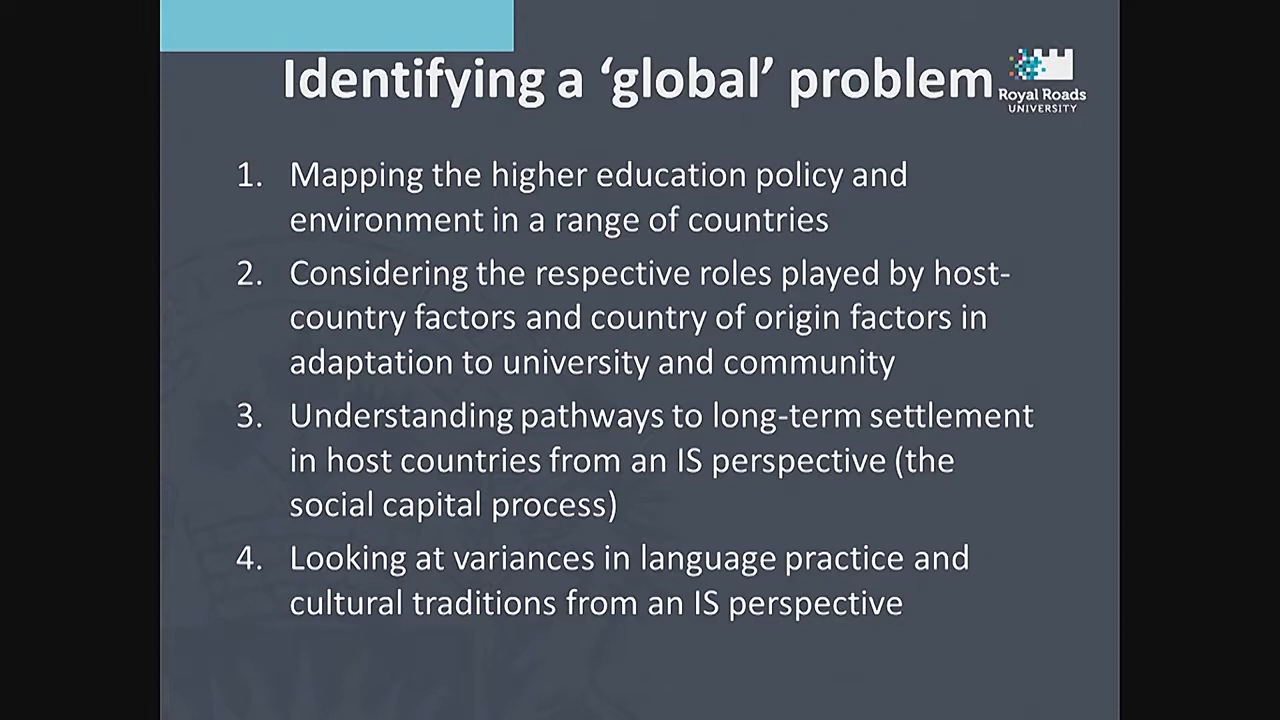 Identifying a ‘global’ problem
Royal Roads
UNIVERSITY
1. Mapping the higher education policy and
environment in a range of countries
2. Considering the respective roles played by host-
country factors and country of origin factors in
adaptation to university and community
3. Understanding pathways to long-term settlement
in host countries from an IS perspective (the
social capital process)
4. Looking at variances in language practice and
cultural traditions from an IS perspective